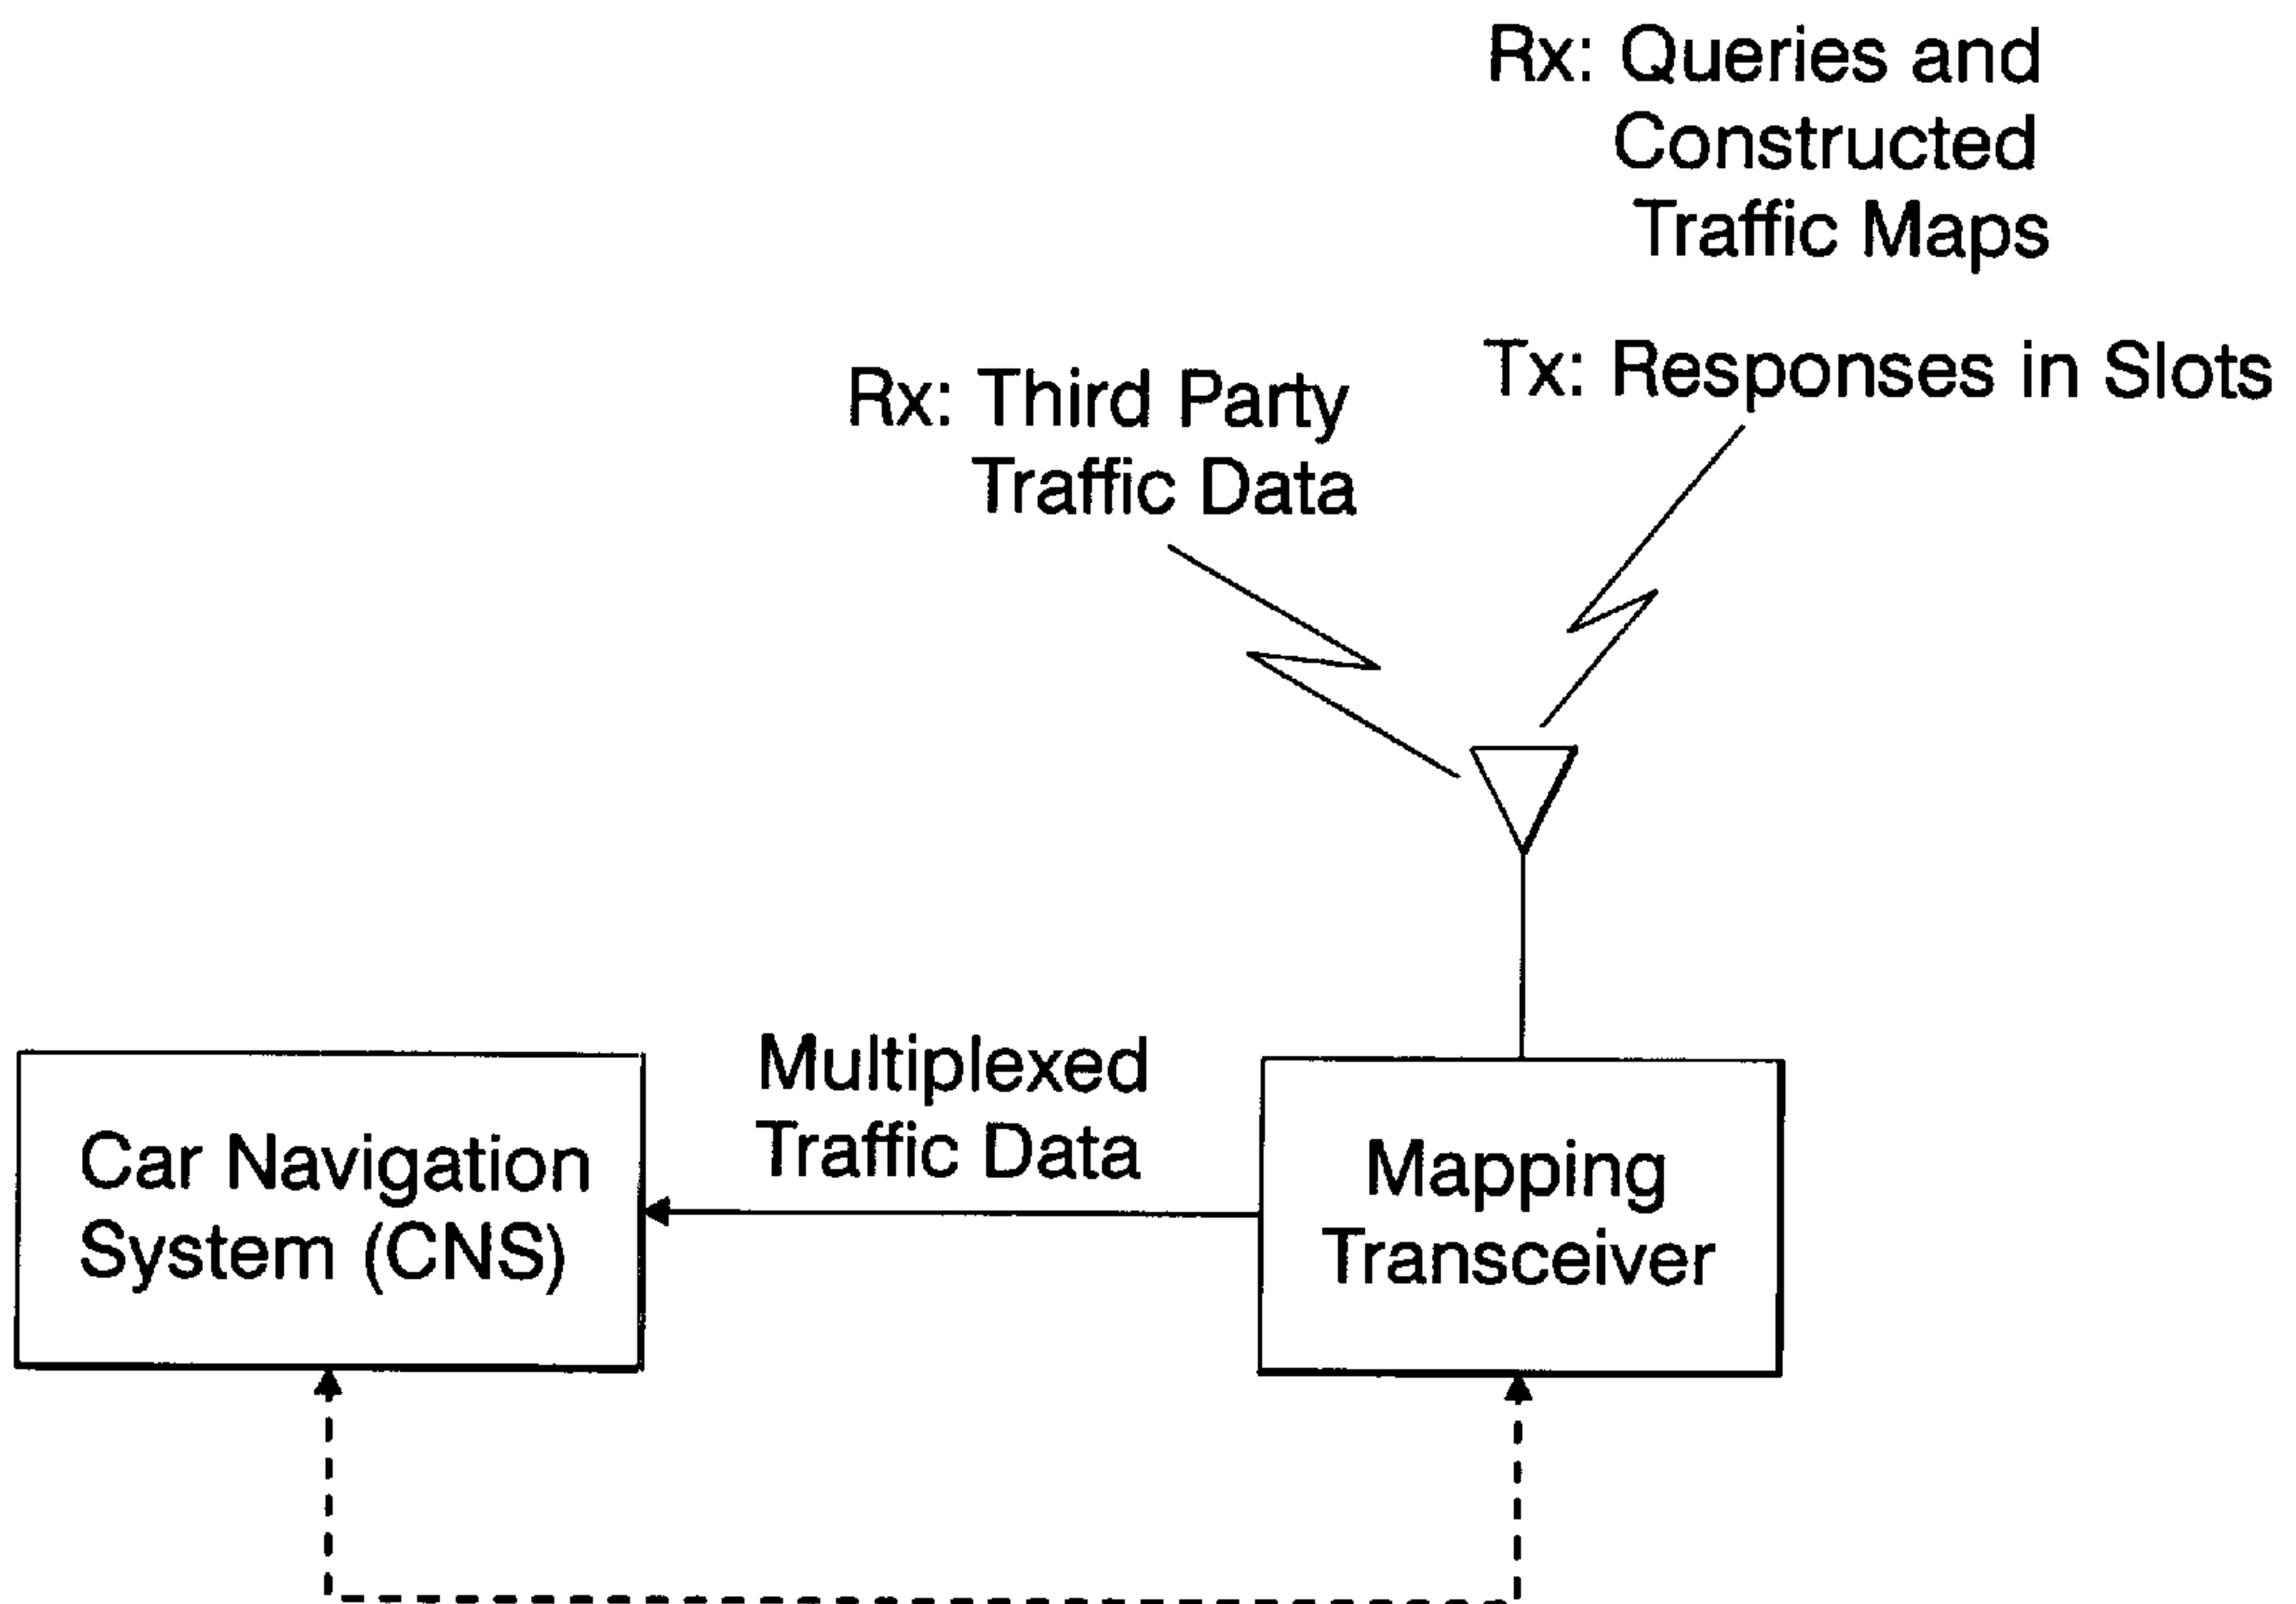 Rx: Queries and
Constructed
Traffic Maps
Tx: Responses in Slots
Rx: Third Party
Traffic Data
Multiplexed
Traffic Data
Car Navigation
System (CNS)
Mapping
Transceiver